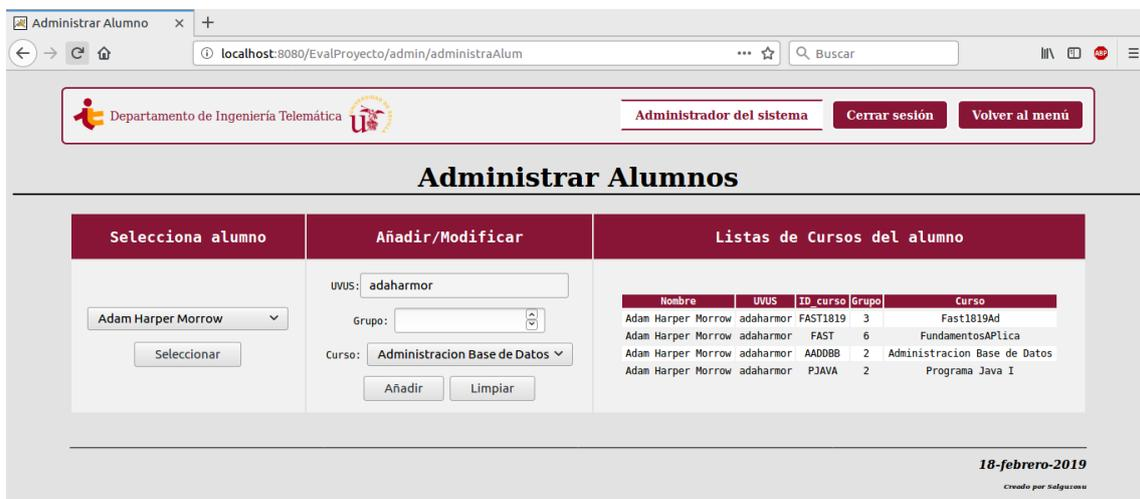 Administrar Alumno × +
localhost:8080/EvalProyecto/admin/administraAlum ••• Buscar ABP
Departamento de Ingeniería Telemática
Administrador del sistema Cerrar sesión Volver al menú
Administrar Alumnos
Selecciona alumno Añadir/Modificar Listas de Cursos del alumno
UVUS: adaharmor
Adam Harper Morrow
Grupo:
Seleccionar
Curso: Administracion Base de Datos
Añadir Limpiar
Nombre UVUS ID_curso Grupo Curso
Adam Harper Morrow adaharmor FAST1819 3 Fast1819Ad
Adam Harper Morrow adaharmor FAST 6 FundamentosAPlica
Adam Harper Morrow adaharmor AADDBB 2 Administracion Base de Datos
Adam Harper Morrow adaharmor PJAVA 2 Programa Java I
18-febrero-2019
Creado por Salguzosu